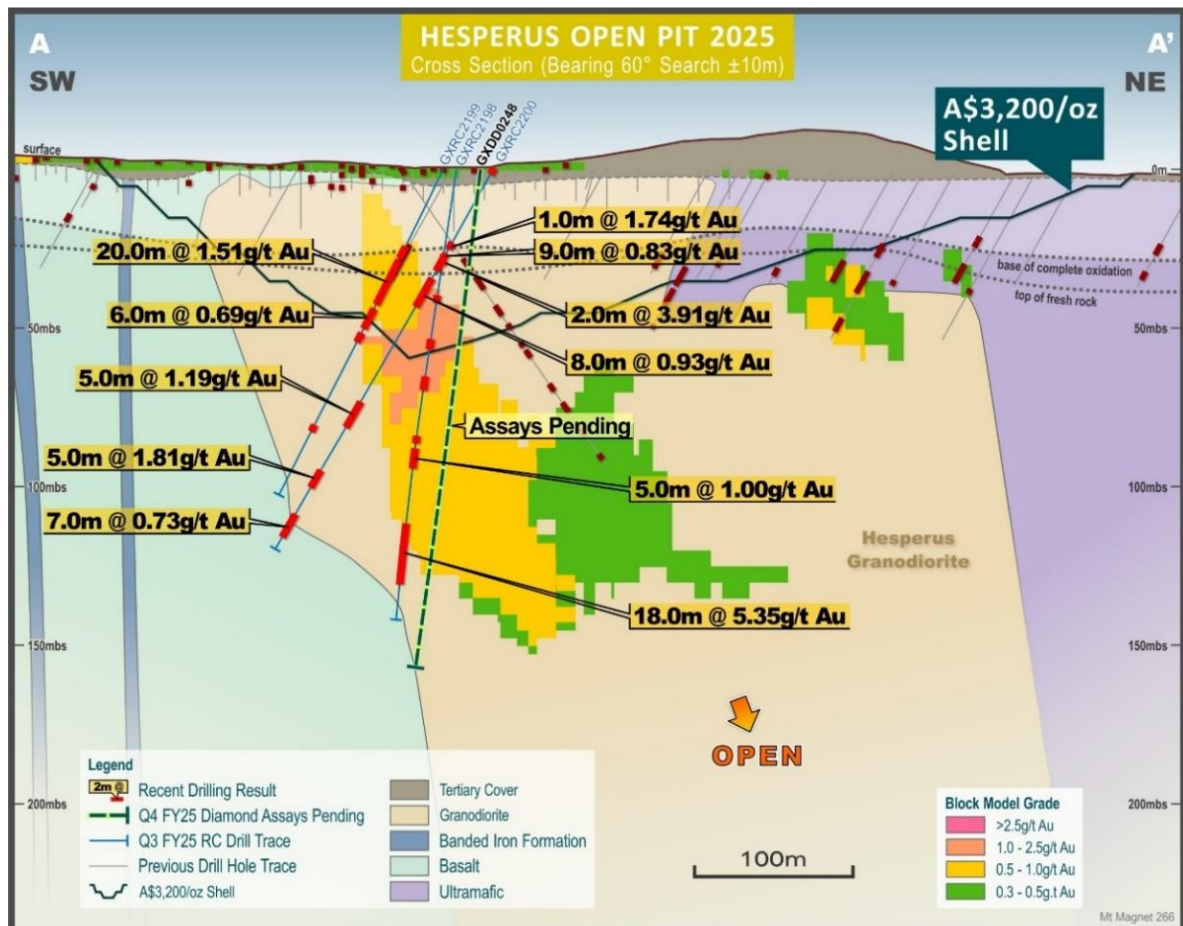 A
SW
HESPERUS OPEN PIT 2025
Cross Section (Bearing 60° Search ±10m)
A'
NE
A$3,200/oz
Shell
GXRC2199
GXRC2198
GXDD0248
GXRC2200
surface
0m
1.0m @ 1.74g/t Au
20.0m @ 1.51g/t Au
9.0m @ 0.83g/t Au
base of complete oxidation
top of fresh rock
6.0m @ 0.69g/t Au
2.0m @ 3.91g/t Au
50mbs
50mbs
8.0m @ 0.93g/t Au
5.0m @ 1.19g/t Au
Assays Pending
5.0m @ 1.81g/t Au
100mbs
5.0m @ 1.00g/t Au
100mbs
7.0m @ 0.73g/t Au
Hesperus
Granodiorite
18.0m @ 5.35g/t Au
150mbs
150mbs
OPEN
Legend
2m @
Recent Drilling Result
Q4 FY25 Diamond Assays Pending
Q3 FY25 RC Drill Trace
Previous Drill Hole Trace
A$3,200/oz Shell
Tertiary Cover
Granodiorite
Banded Iron Formation
Basalt
Ultramafic
200mbs
200mbs
100m
Block Model Grade
>2.5g/t Au
1.0 - 2.5g/t Au
0.5 - 1.0g/t Au
0.3 - 0.5g.t Au
Mt Magnet 266